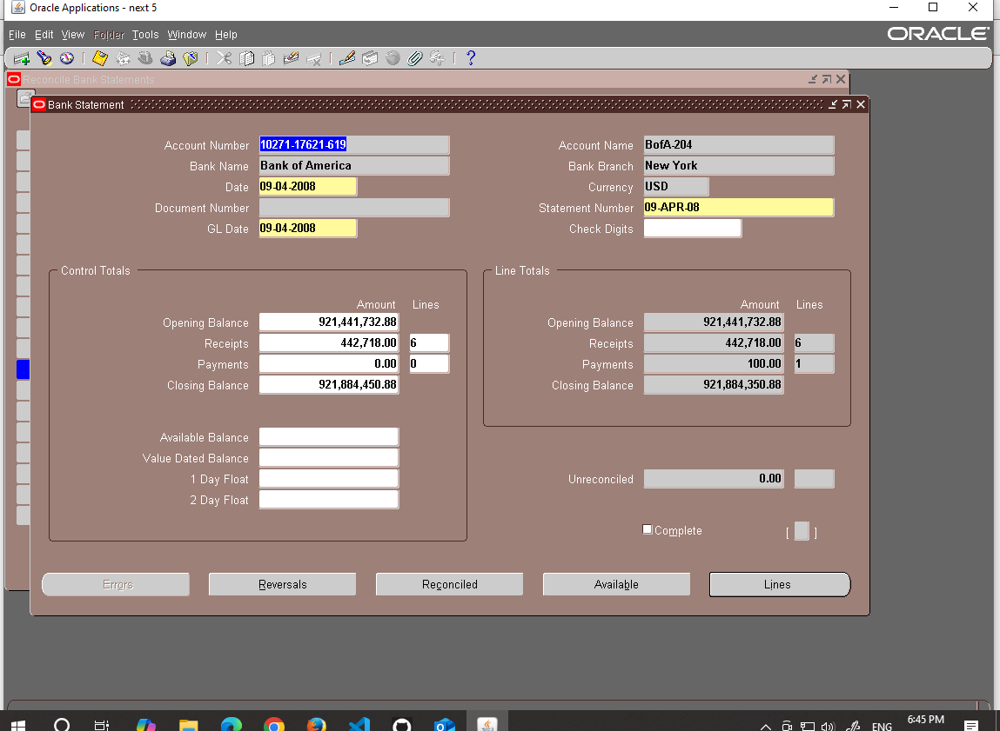 Oracle Applications - next 5
File Edit View Folder Tools Window Help
ORACLE
Reconcile Bank Statements
Bank Statement
Account Number 10271-17621-619 Account Name BofA-204
Bank Name Bank of America Bank Branch New York
Date 09-04-2008 Currency USD
Document Number Statement Number 09-APR-08
GL Date 09-04-2008 Check Digits
Control Totals Line Totals
Amount Lines Amount Lines
Opening Balance 921,441,732.88 Opening Balance 921,441,732.88
Receipts 442,718.00 6 Receipts 442,718.00 6
Payments 0.00 0 Payments 100.00 1
Closing Balance 921,884,450.88 Closing Balance 921,884,350.88
Available Balance
Value Dated Balance
1 Day Float Unreconciled 0.00
2 Day Float
Complete [ ]
Errors Reversals Reconciled Available Lines
ENG 6:45 PM